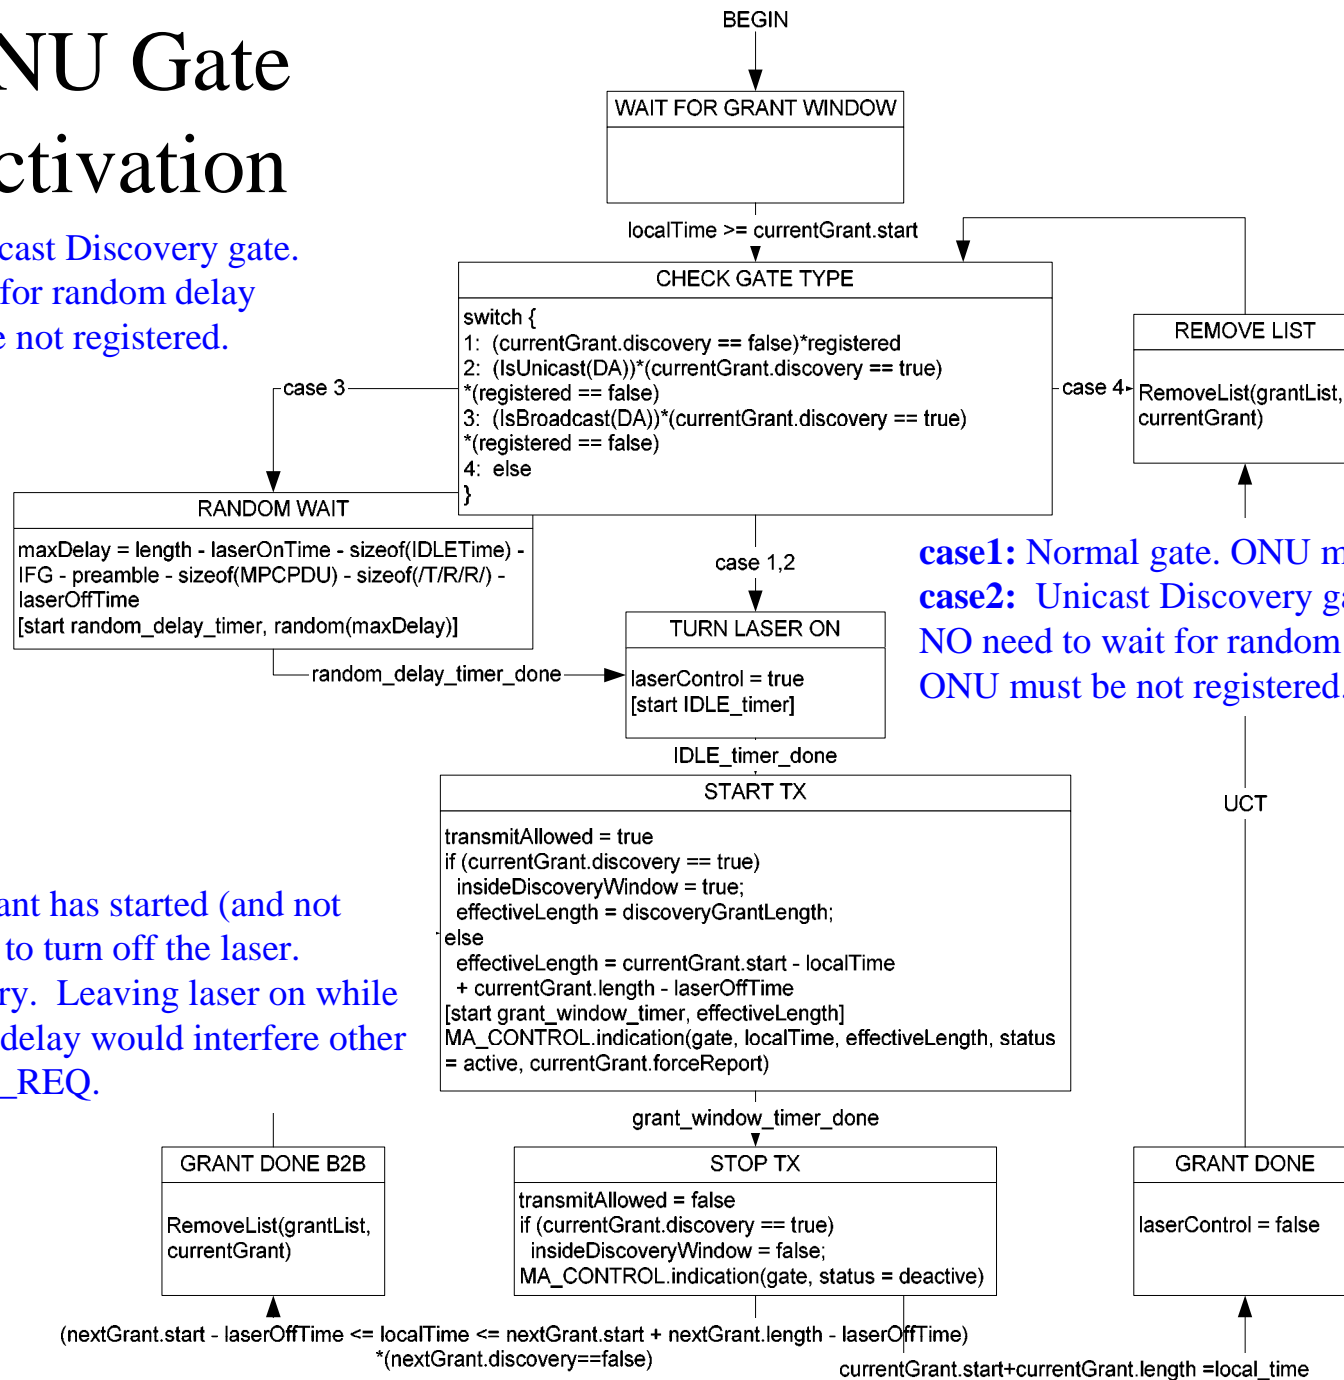 NU Gate
ctivation
cast Discovery gate.
for random delay
e not registered.
BEGIN
WAIT FOR GRANT WINDOW
localTime >= currentGrant.start
CHECK GATE TYPE
switch {
1: (currentGrant.discovery == false)*registered
2: (IsUnicast(DA))*(currentGrant.discovery == true)
*(registered == false)
3: (IsBroadcast(DA))*(currentGrant.discovery == true)
*(registered == false)
4: else
}
case 3
case 4
REMOVE LIST
RemoveList(grantList,
currentGrant)
RANDOM WAIT
maxDelay = length - laserOnTime - sizeof(IDLETime) -
IFG - preamble - sizeof(MPCPDU) - sizeof(/T/R/R/) -
laserOffTime
[start random_delay_timer, random(maxDelay)]
case 1,2
case1: Normal gate. ONU m
case2: Unicast Discovery ga
NO need to wait for random
ONU must be not registered.
TURN LASER ON
laserControl = true
[start IDLE_timer]
random_delay_timer_done
IDLE_timer_done
START TX
transmitAllowed = true
if (currentGrant.discovery == true)
insideDiscoveryWindow = true;
effectiveLength = discoveryGrantLength;
else
effectiveLength = currentGrant.start - localTime
+ currentGrant.length - laserOffTime
[start grant_window_timer, effectiveLength]
MA_CONTROL.indication(gate, localTime, effectiveLength, status
= active, currentGrant.forceReport)
UCT
ant has started (and not
to turn off the laser.
ry. Leaving laser on while
delay would interfere other
_REQ.
grant_window_timer_done
GRANT DONE B2B
RemoveList(grantList,
currentGrant)
STOP TX
transmitAllowed = false
if (currentGrant.discovery == true)
insideDiscoveryWindow = false;
MA_CONTROL.indication(gate, status = deactive)
GRANT DONE
laserControl = false
(nextGrant.start - laserOffTime <= localTime <= nextGrant.start + nextGrant.length - laserOffTime)
*(nextGrant.discovery==false)
currentGrant.start+currentGrant.length =local_time